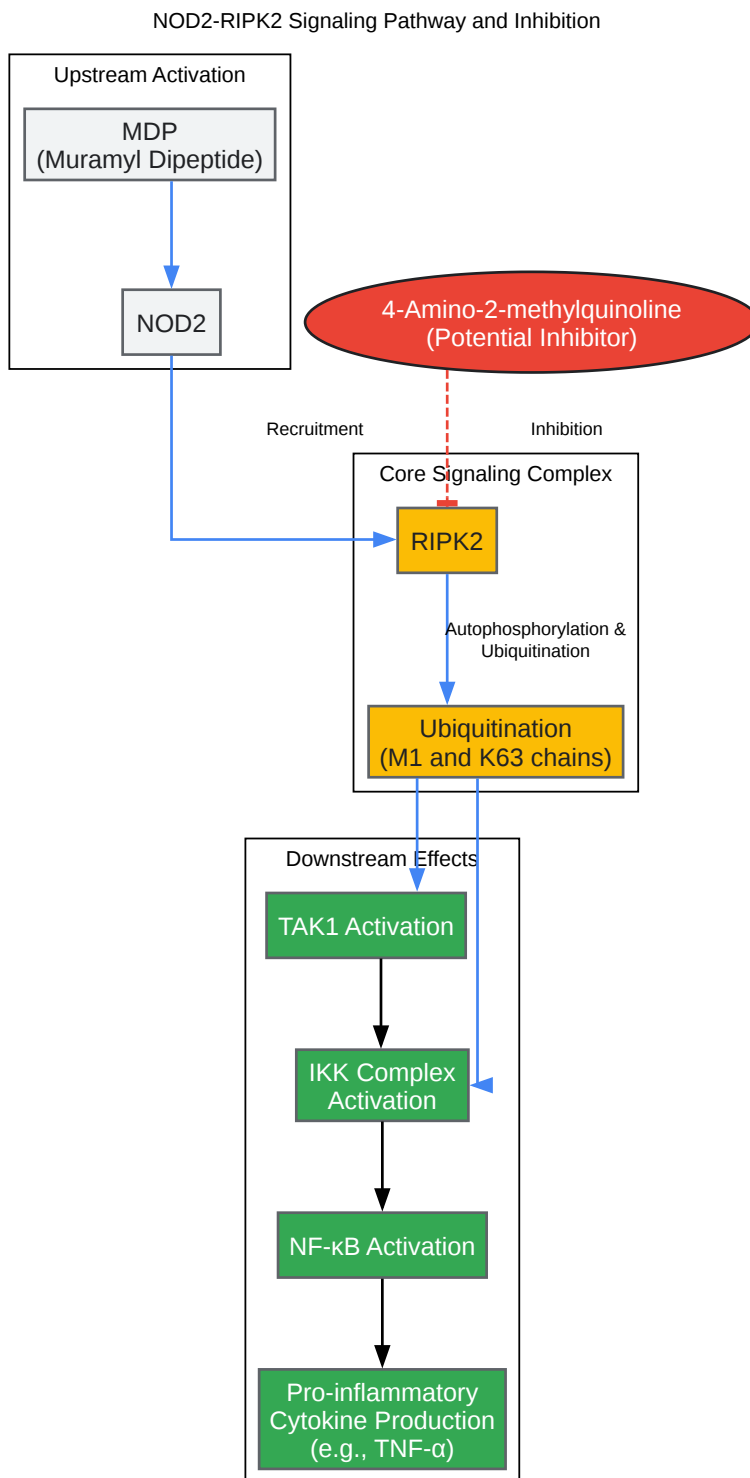 NOD2-RIPK2 Signaling Pathway and Inhibition
Upstream Activation
MDP
(Muramyl Dipeptide)
NOD2
4-Amino-2-methylquinoline
(Potential Inhibitor)
Recruitment
Inhibition
Core Signaling Complex
RIPK2
Autophosphorylation &
Ubiquitination
Ubiquitination
(M1 and K63 chains)
Downstream Effects
TAK1 Activation
IKK Complex
Activation
NF-κB Activation
Pro-inflammatory
Cytokine Production
(e.g., TNF-α)